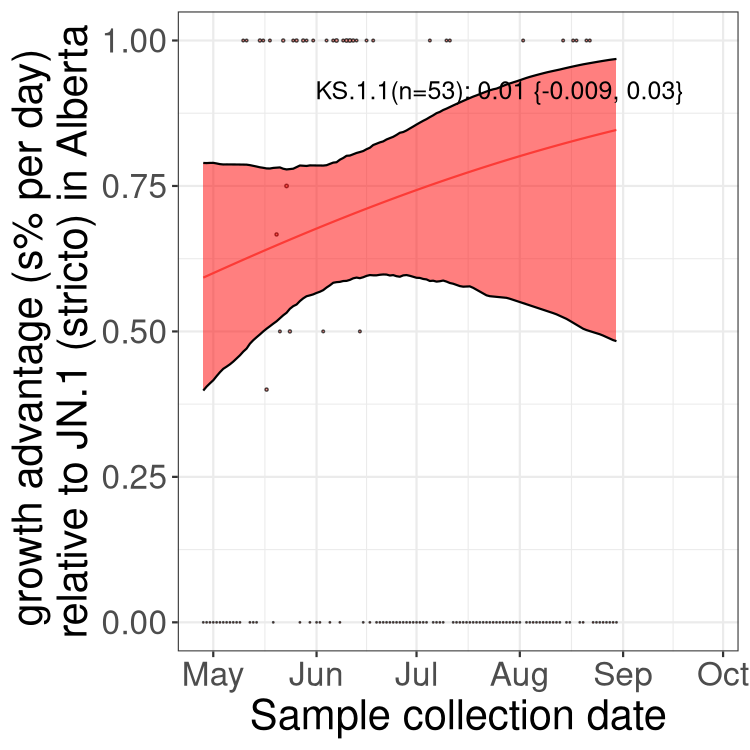 growth advantage (s% per day)
relative to JN.1 (stricto) in Alberta
1.00
0.75
0.50
0.25
0.00
KS.1.1(n=53): 0.01 {-0.009, 0.03}
May Jun Jul Aug Sep Oct
Sample collection date